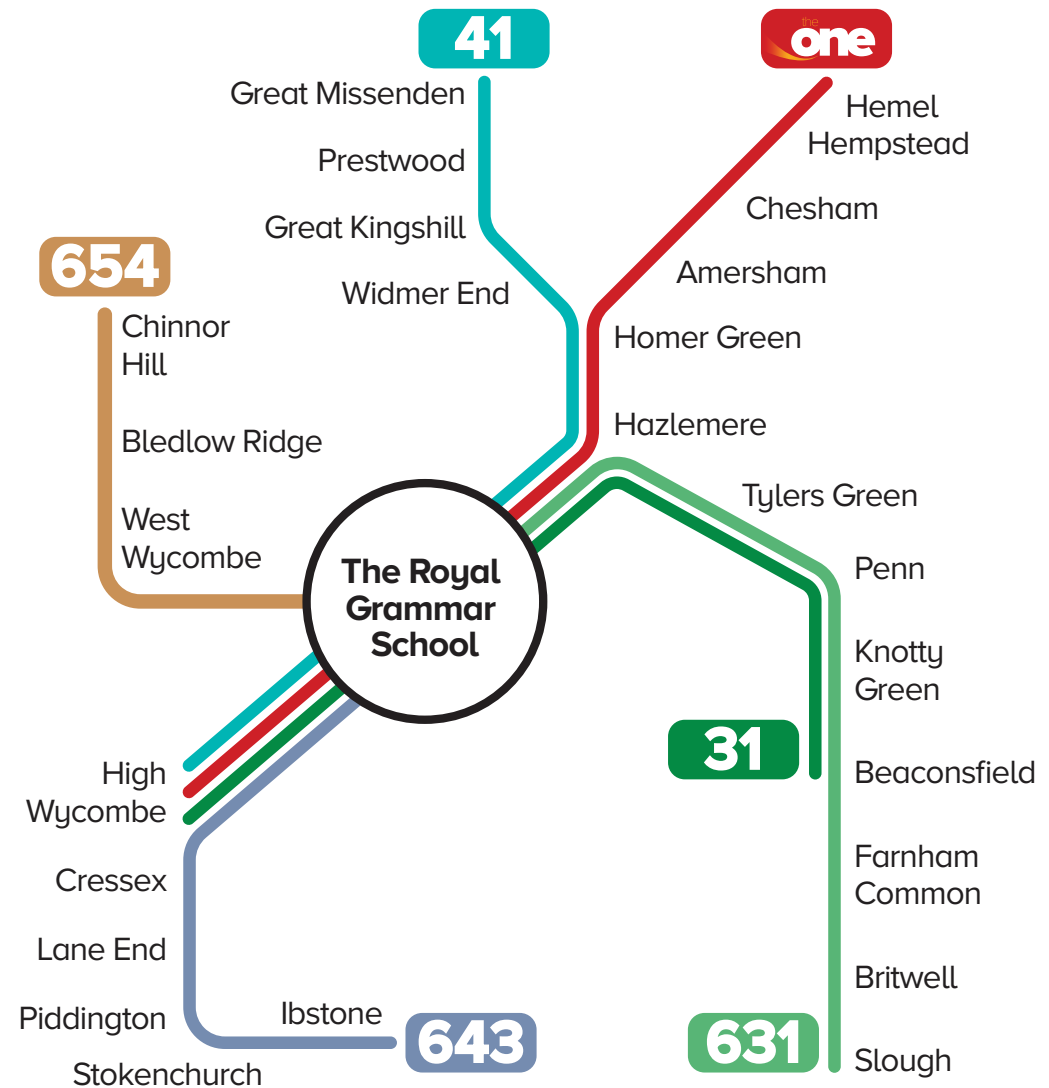 41
the
one
Great Missenden
Prestwood
Great Kingshill
Widmer End
Hemel
Hempstead
Chesham
Amersham
Homer Green
Hazlemere
654
Chinnor
Hill
Bledlow Ridge
West
Wycombe
The Royal
Grammar
School
Tylers Green
Penn
Knotty
Green
31
Beaconsfield
Farnham
Common
Britwell
631
Slough
High
Wycombe
Cressex
Lane End
Piddington
Stokenchurch
Ibstone
643